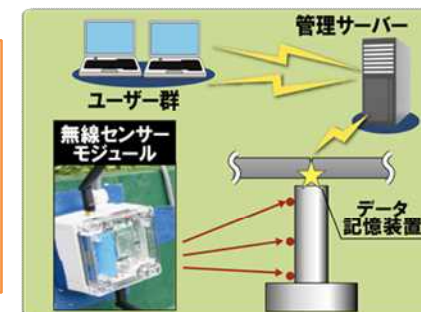 管理サーバー
ユーザー群
無線センサー
モジュール
データ
記憶装置